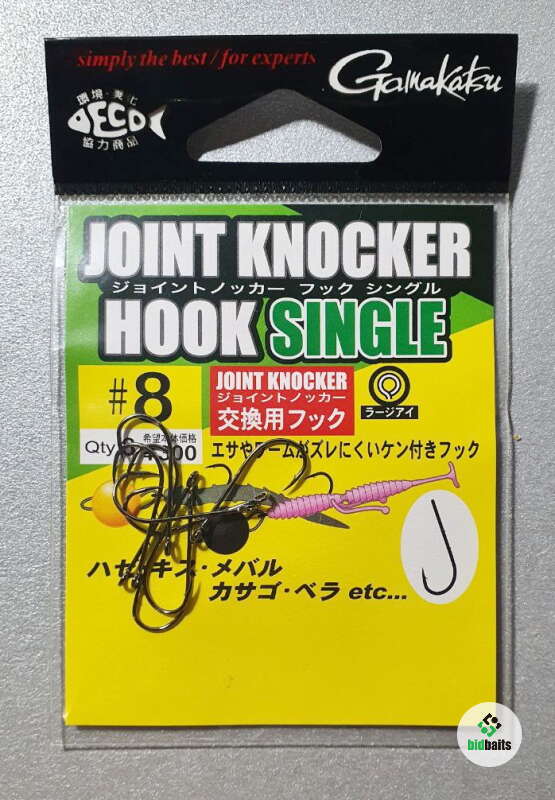 simply the best / for experts
Gamakatsu
環境・美化
ECO
協力商品
JOINT KNOCKER
ジョイントノッカー フック シングル
HOOK SINGLE
#8
JOINT KNOCKER
ジョイントノッカー
交換用フック
ラージアイ
Qty
希望本体価格
エサやワームがズレにくいケン付きフック
ハゼ・キス・メバル
カサゴ・ベラ etc...
bidbaits